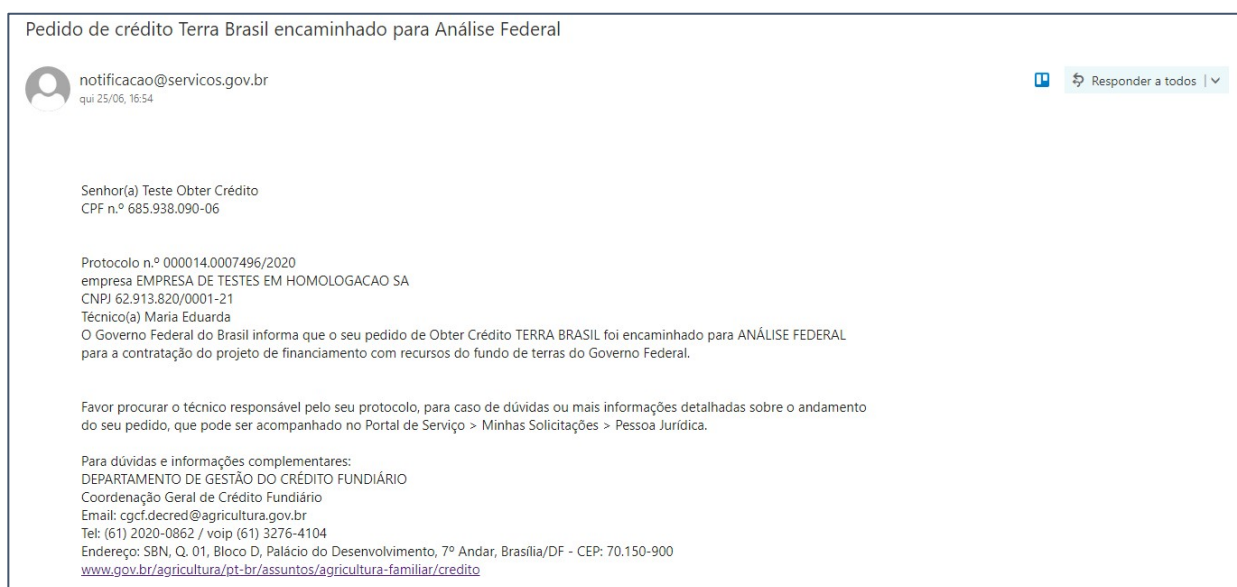 Pedido de crédito Terra Brasil encaminhado para Análise Federal
notificacao@servicos.gov.br
qui 25/06, 16:54
Responder a todos
Senhor(a) Teste Obter Crédito
CPF n.º 685.938.090-06
Protocolo n.º 000014.0007496/2020
empresa EMPRESA DE TESTES EM HOMOLOGACAO SA
CNPJ 62.913.820/0001-21
Técnico(a) Maria Eduarda
O Governo Federal do Brasil informa que o seu pedido de Obter Crédito TERRA BRASIL foi encaminhado para ANÁLISE FEDERAL
para a contratação do projeto de financiamento com recursos do fundo de terras do Governo Federal.
Favor procurar o técnico responsável pelo seu protocolo, para caso de dúvidas ou mais informações detalhadas sobre o andamento
do seu pedido, que pode ser acompanhado no Portal de Serviço > Minhas Solicitações > Pessoa Jurídica.
Para dúvidas e informações complementares:
DEPARTAMENTO DE GESTÃO DO CRÉDITO FUNDIÁRIO
Coordenação Geral de Crédito Fundiário
Email: cgcf.decred@agricultura.gov.br
Tel: (61) 2020-0862 / voip (61) 3276-4104
Endereço: SBN, Q. 01, Bloco D, Palácio do Desenvolvimento, 7º Andar, Brasília/DF - CEP: 70.150-900
www.gov.br/agricultura/pt-br/assuntos/agricultura-familiar/credito